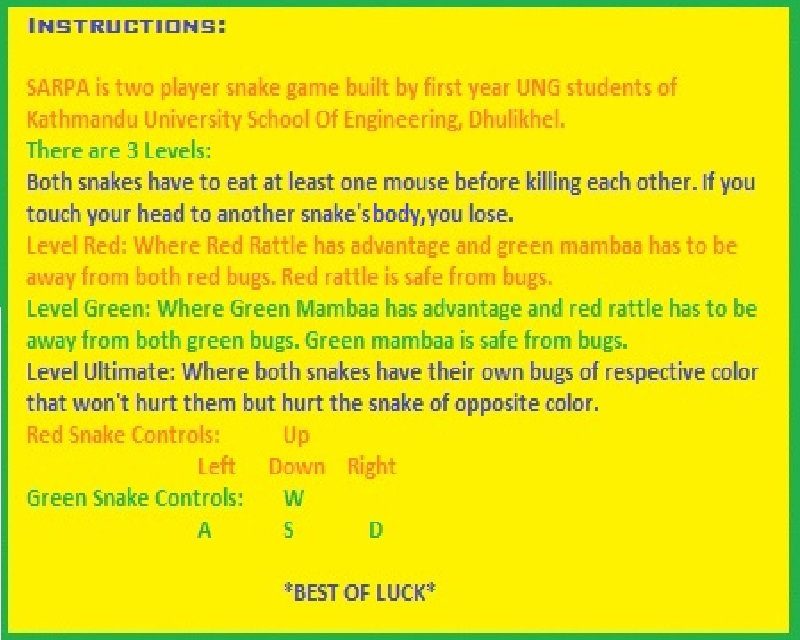 INSTRUCTIONS:
SARPA is two player snake game built by first year UNG students of
Kathmandu University School Of Engineering, Dhulikhel.
There are 3 Levels:
Both snakes have to eat at least one mouse before killing each other. If you
touch your head to another snake's body,you lose.
Level Red: Where Red Rattle has advantage and green mambaa has to be
away from both red bugs. Red rattle is safe from bugs.
Level Green: Where Green Mambaa has advantage and red rattle has to be
away from both green bugs. Green mambaa is safe from bugs.
Level Ultimate: Where both snakes have their own bugs of respective color
that won't hurt them but hurt the snake of opposite color.
Red Snake Controls: Up
Left Down Right
Green Snake Controls: W
A S D
*BEST OF LUCK*